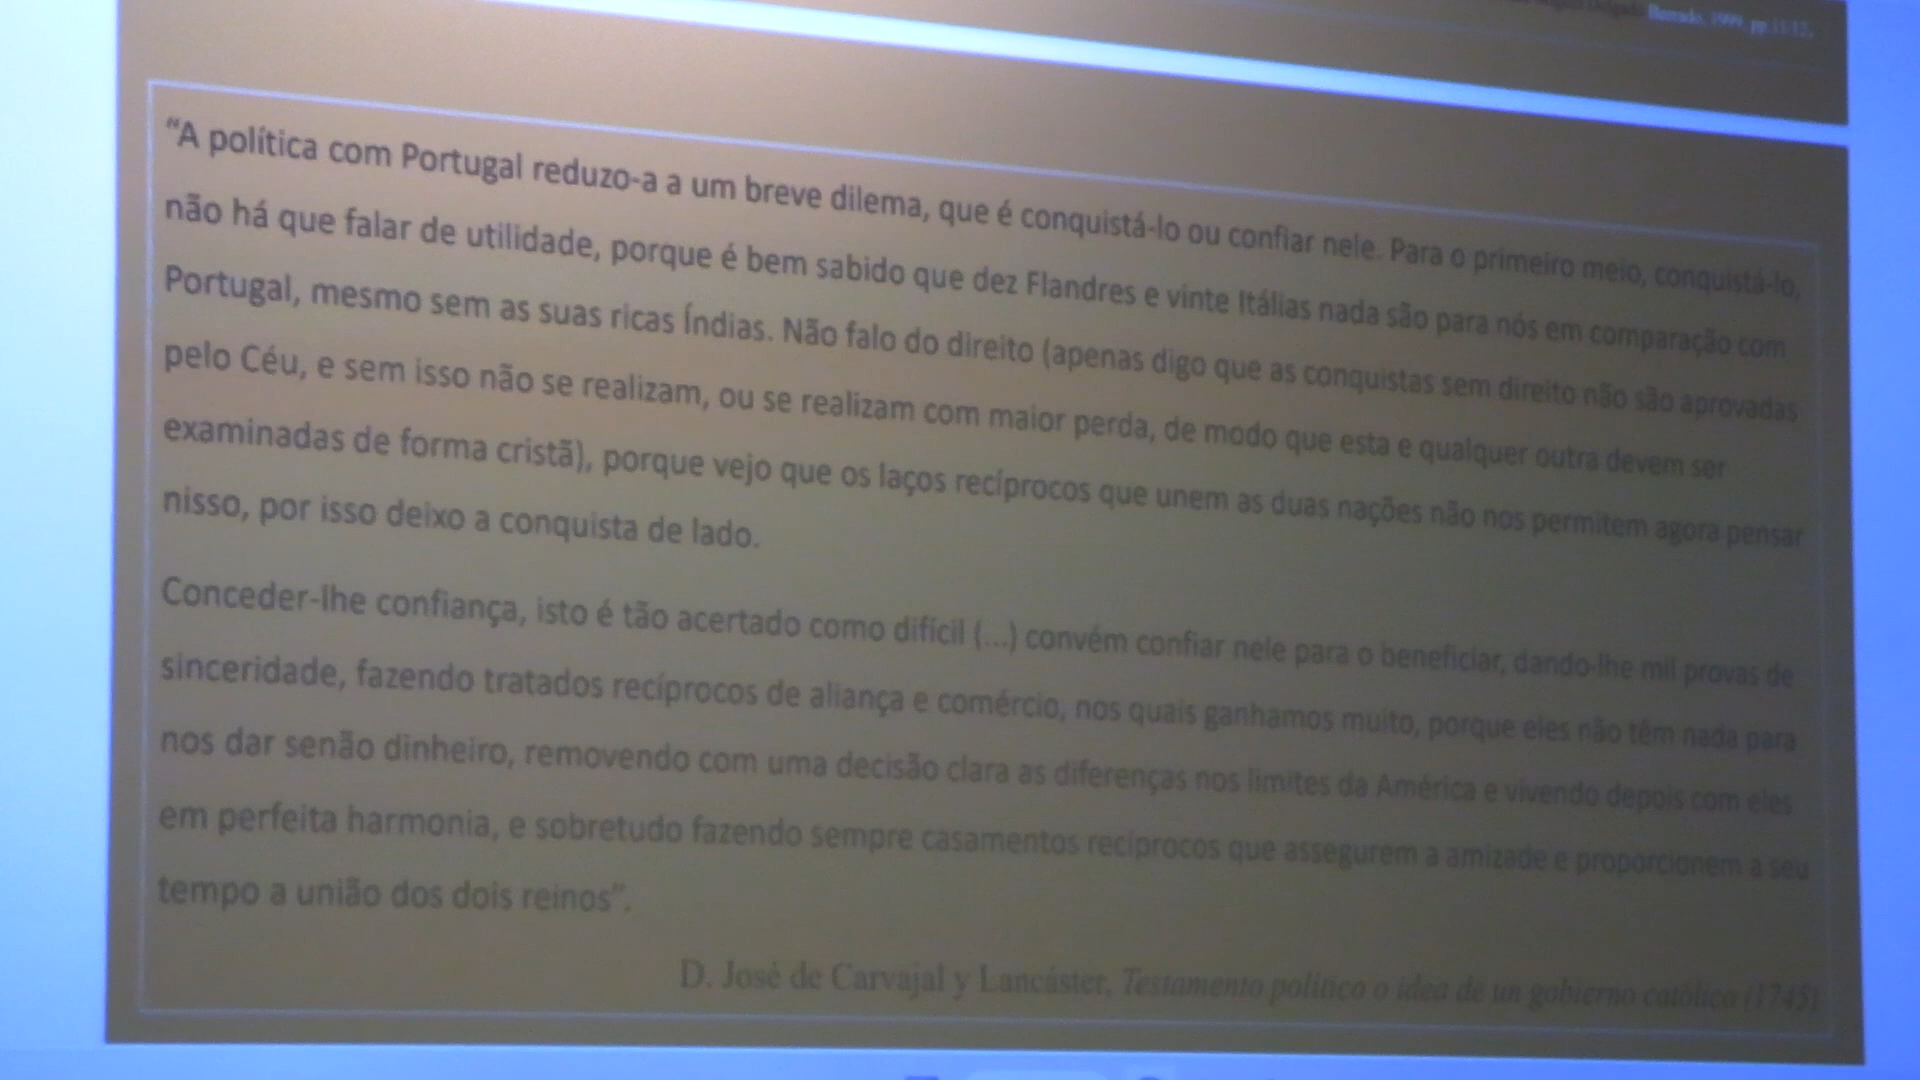 Ilustrado, 1999, pp.11-12.
“A política com Portugal reduzo-a a um breve dilema, que é conquistá-lo ou confiar nele. Para o primeiro meio, conquistá-lo,
não há que falar de utilidade, porque é bem sabido que dez Flandres e vinte Itálias nada são para nós em comparação com
Portugal, mesmo sem as suas ricas Índias. Não falo do direito (apenas digo que as conquistas sem direito não são aprovadas
pelo Céu, e sem isso não se realizam, ou se realizam com maior perda, de modo que esta e qualquer outra devem ser
examinadas de forma cristã), porque vejo que os laços recíprocos que unem as duas nações não nos permitem agora pensar
nisso, por isso deixo a conquista de lado.
Conceder-lhe confiança, isto é tão acertado como difícil (...) convém confiar nele para o beneficiar, dando-lhe mil provas de
sinceridade, fazendo tratados recíprocos de aliança e comércio, nos quais ganhamos muito, porque eles não têm nada para
nos dar senão dinheiro, removendo com uma decisão clara as diferenças nos limites da América e vivendo depois com eles
em perfeita harmonia, e sobretudo fazendo sempre casamentos recíprocos que assegurem a amizade e proporcionem a seu
tempo a união dos dois reinos”.
D. José de Carvajal y Lancáster, Testamento político o idea de un gobierno católico (1745)